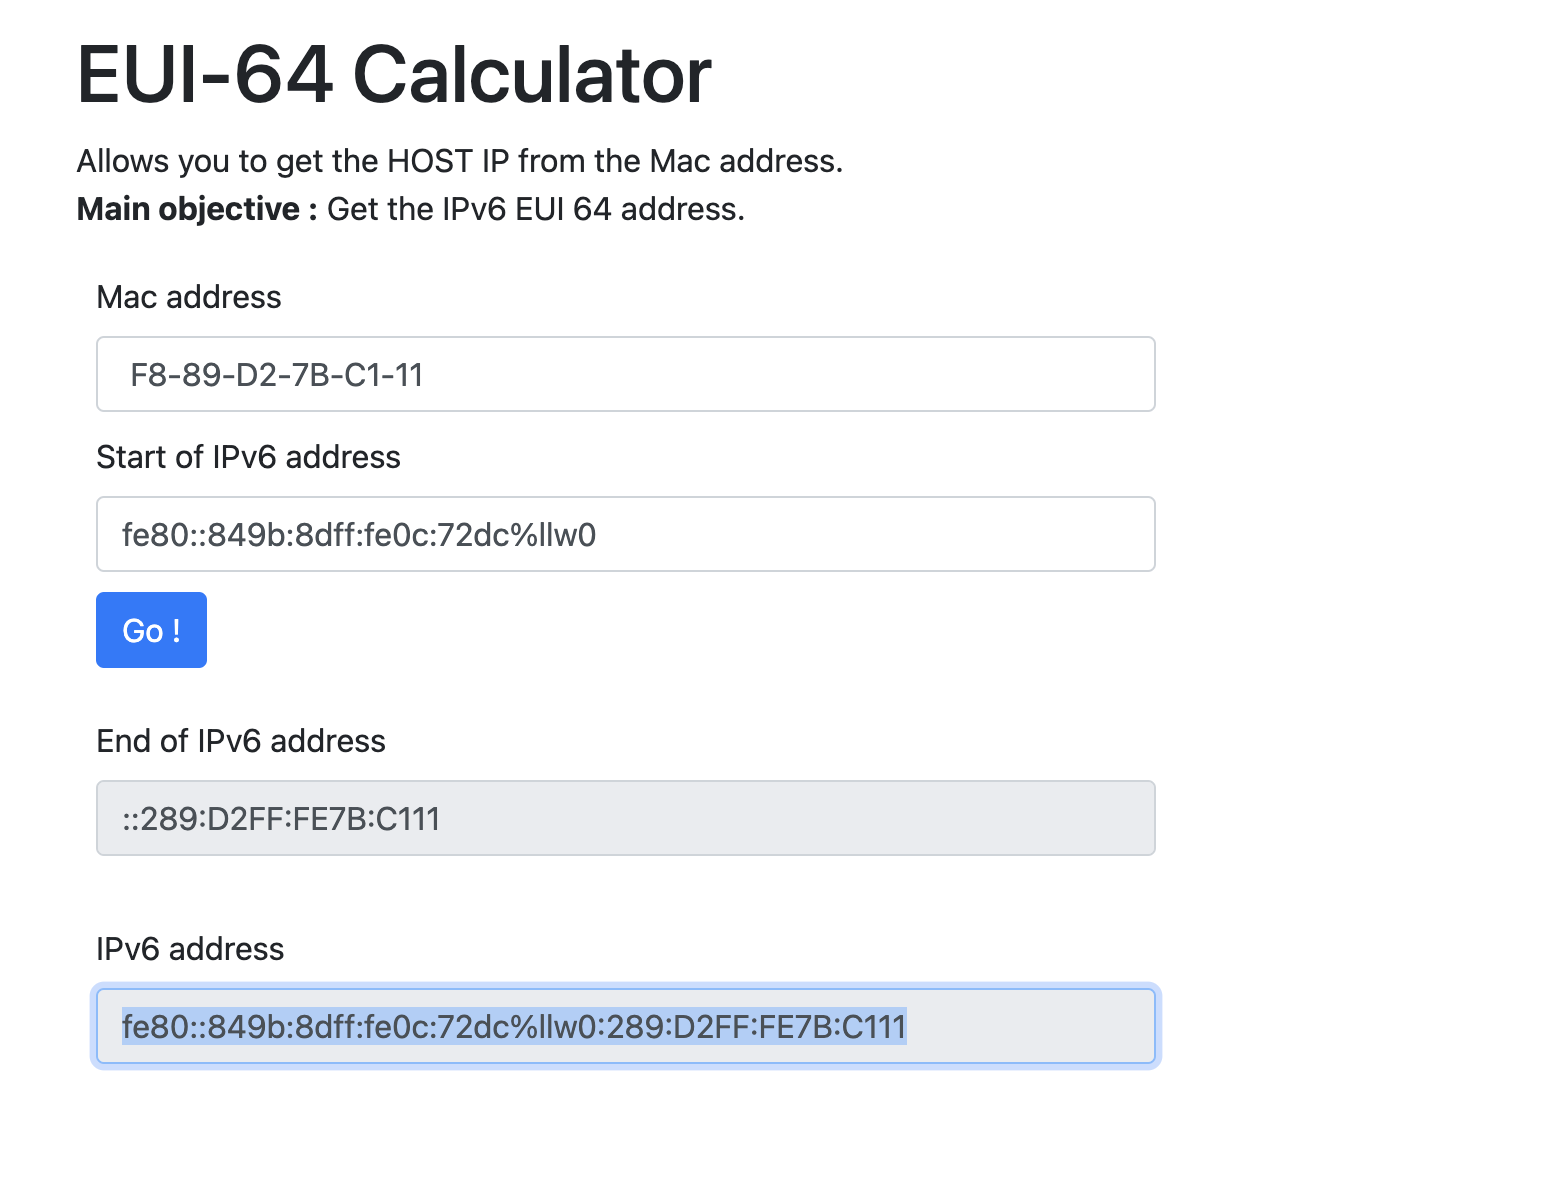 EUI-64 Calculator
Allows you to get the HOST IP from the Mac address.
Main objective : Get the IPv6 EUI 64 address.
Mac address
F8-89-D2-7B-C1-11
Start of IPv6 address
fe80::849b:8dff:fe0c:72dc%llw0
Go !
End of IPv6 address
::289:D2FF:FE7B:C111
IPv6 address
fe80::849b:8dff:fe0c:72dc%llw0:289:D2FF:FE7B:C111